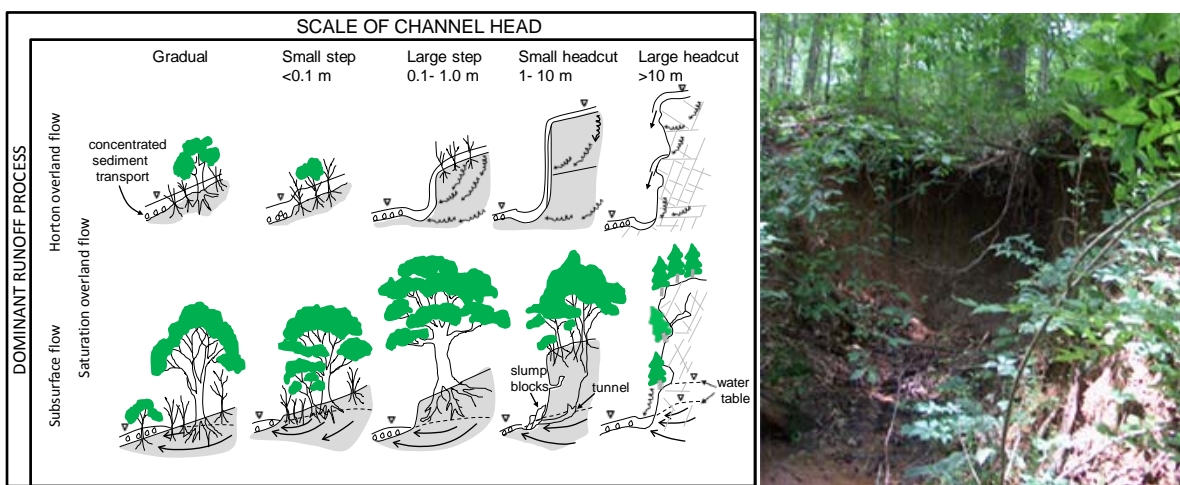 SCALE OF CHANNEL HEAD
Gradual
Small step
<0.1 m
Large step
0.1- 1.0 m
Small headcut
1- 10 m
Large headcut
>10 m
DOMINANT RUNOFF PROCESS
Horton overland flow
Saturation overland flow
Subsurface flow
concentrated
sediment
transport
slump
blocks
tunnel
water
table